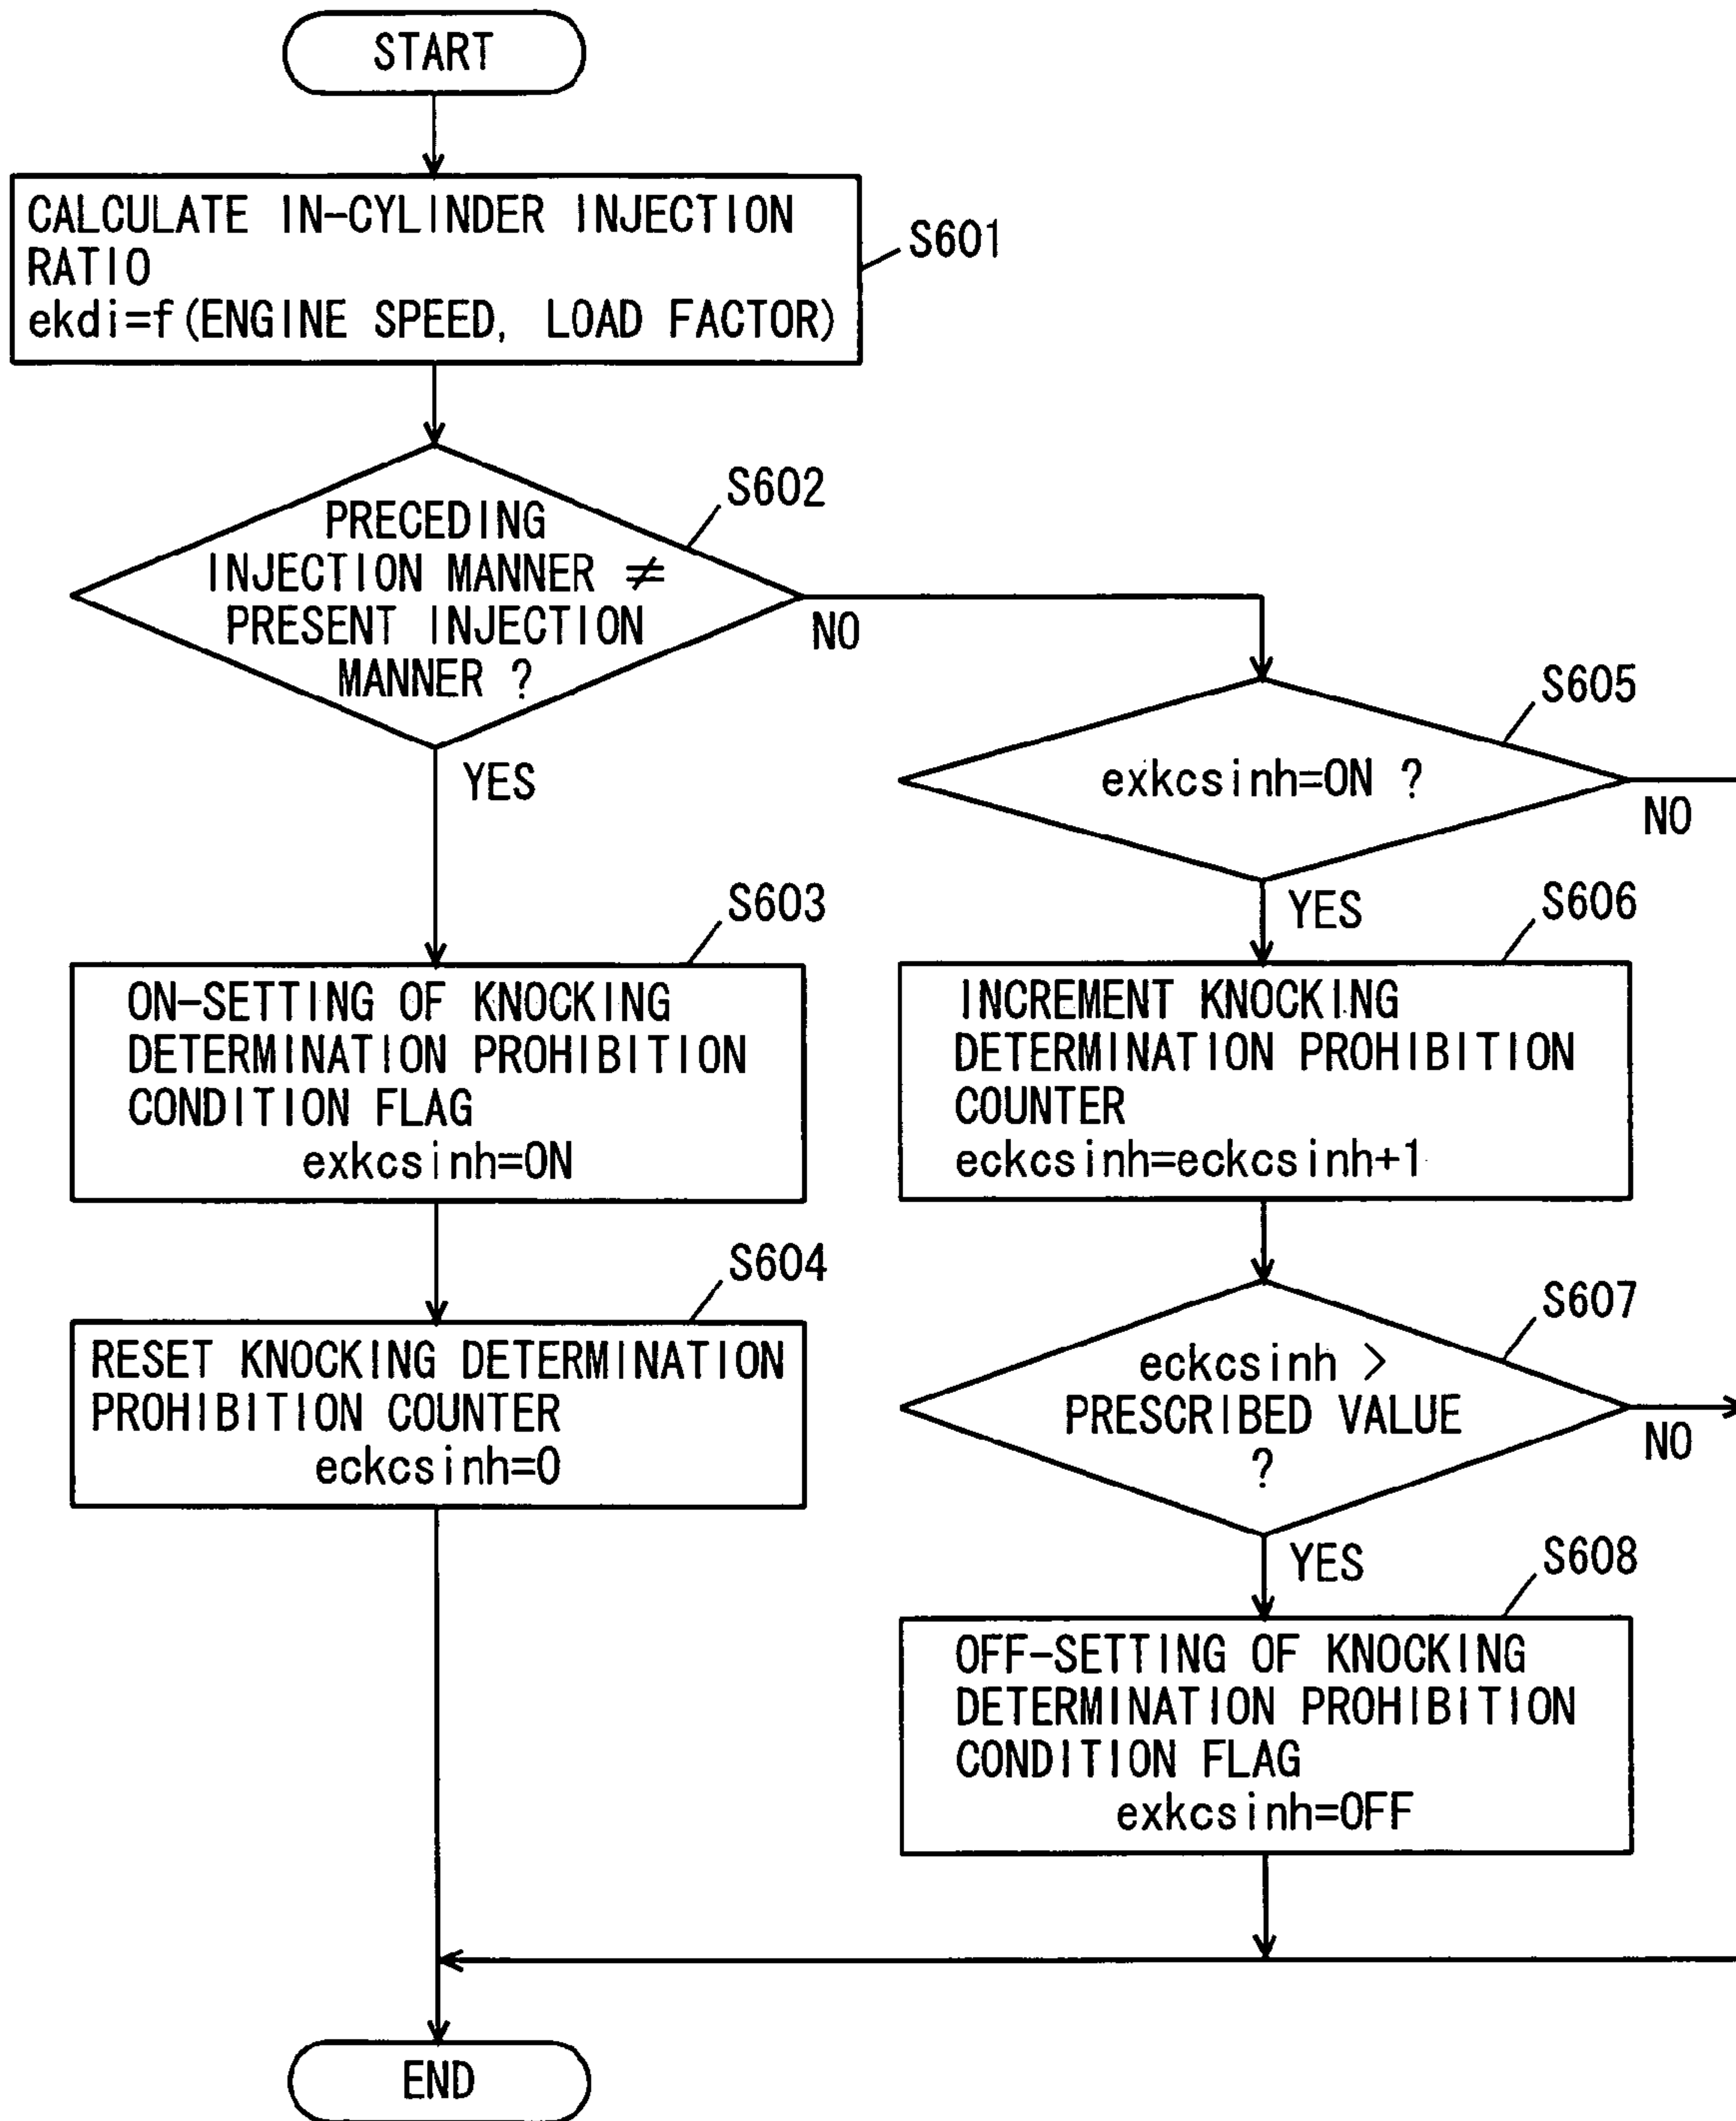 START
CALCULATE IN-CYLINDER INJECTION
RATIO
ekdi=f(ENGINE SPEED, LOAD FACTOR)
S601
PRECEDING
INJECTION MANNER ≠
PRESENT INJECTION
MANNER ?
S602
NO
YES
ON-SETTING OF KNOCKING
DETERMINATION PROHIBITION
CONDITION FLAG
exkcsinh=ON
S603
RESET KNOCKING DETERMINATION
PROHIBITION COUNTER
eckcsinh=0
S604
exkcsinh=ON ?
S605
NO
YES
INCREMENT KNOCKING
DETERMINATION PROHIBITION
COUNTER
eckcsinh=eckcsinh+1
S606
eckcsinh >
PRESCRIBED VALUE
?
S607
NO
YES
OFF-SETTING OF KNOCKING
DETERMINATION PROHIBITION
CONDITION FLAG
exkcsinh=OFF
S608
END